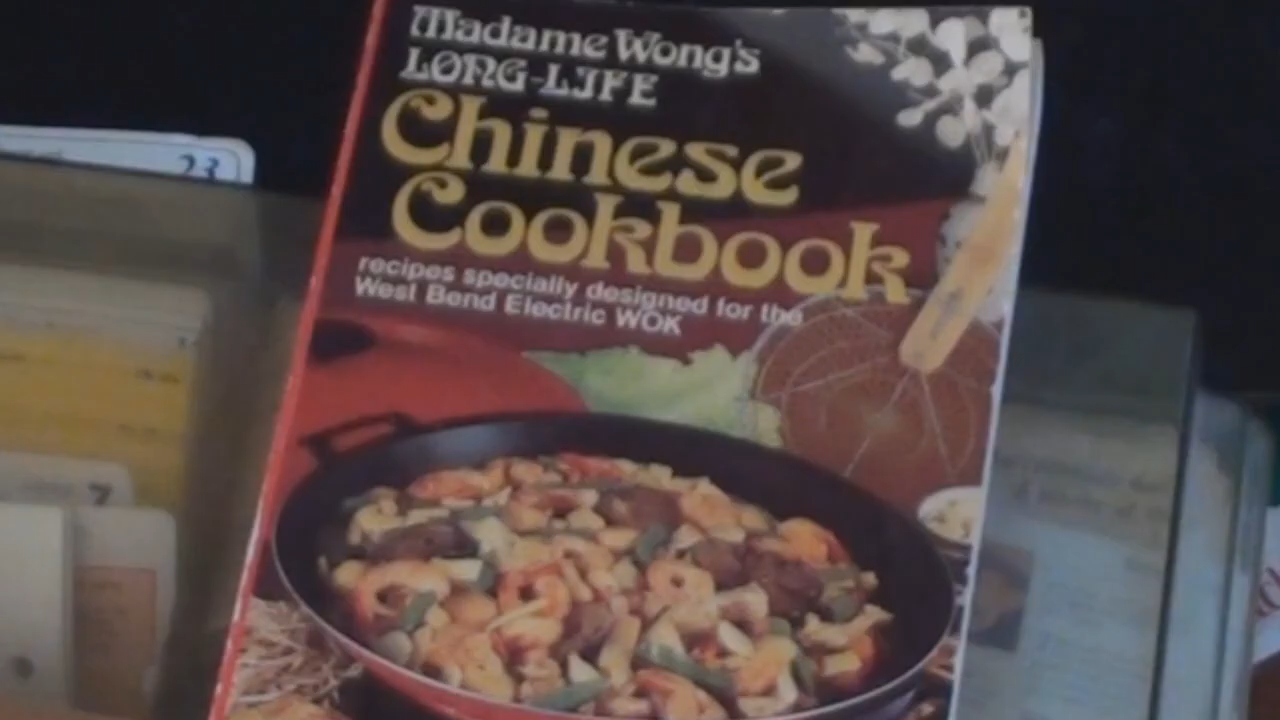 Madame Wong's
LONG-LIFE
Chinese
Cookbook
recipes specially designed for the
West Bend Electric WOK
23
7